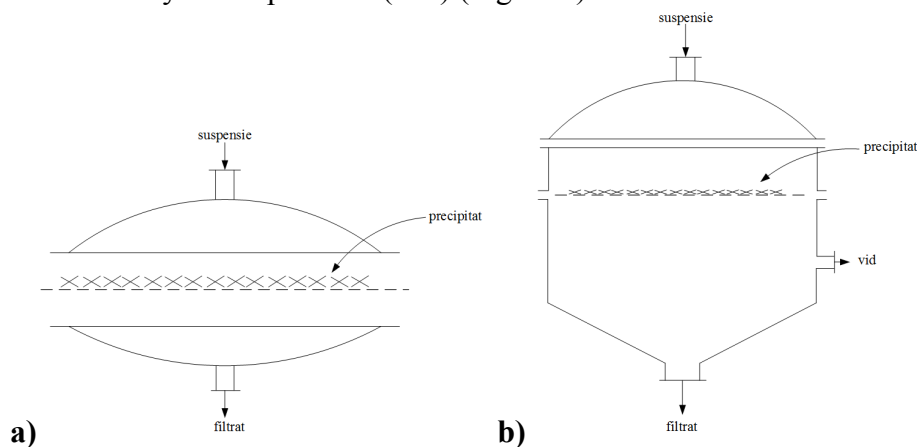 suspensie
precipitat
filtrat
a)
suspensie
precipitat
vid
filtrat
b)